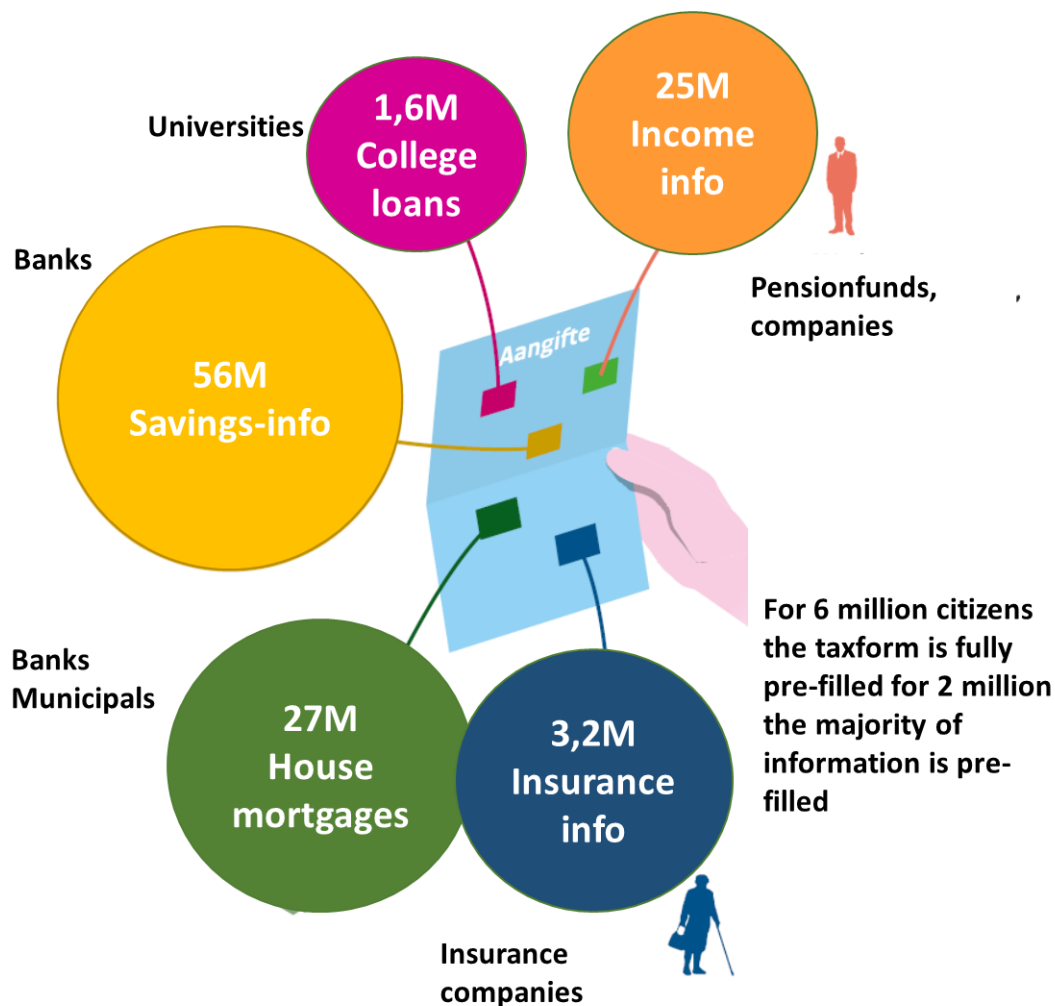 Universities
1,6M
College
loans
25M
Income
info
Banks
56M
Savings-info
Pensionfunds, ,
companies
Aangifte
Banks
Municipals
27M
House
mortgages
3,2M
Insurance
info
For 6 million citizens
the taxform is fully
pre-filled for 2 million
the majority of
information is pre-
filled
Insurance
companies